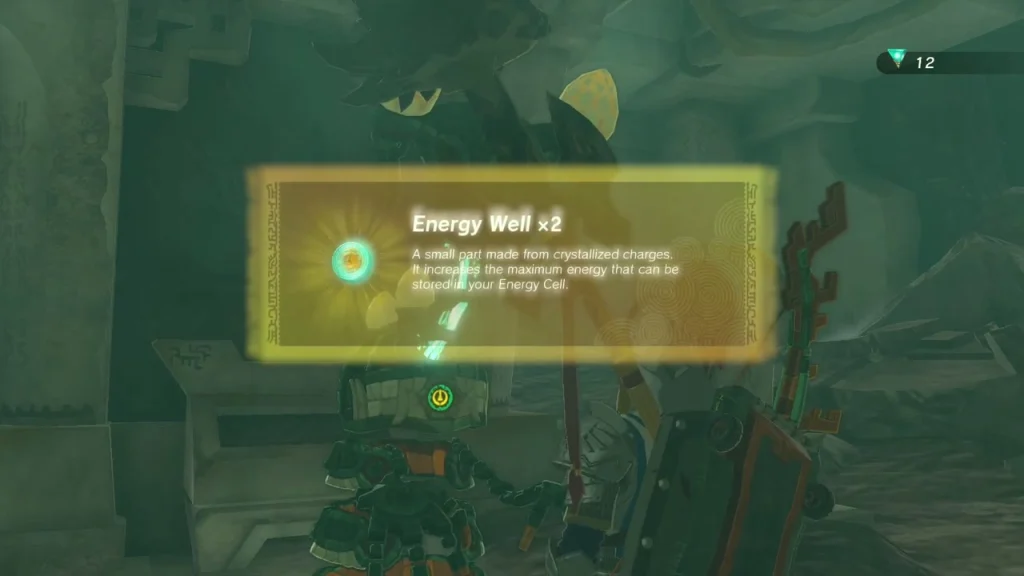 12
Energy Well ×2
A small part made from crystallized charges.
It increases the maximum energy that can be
stored in your Energy Cell.